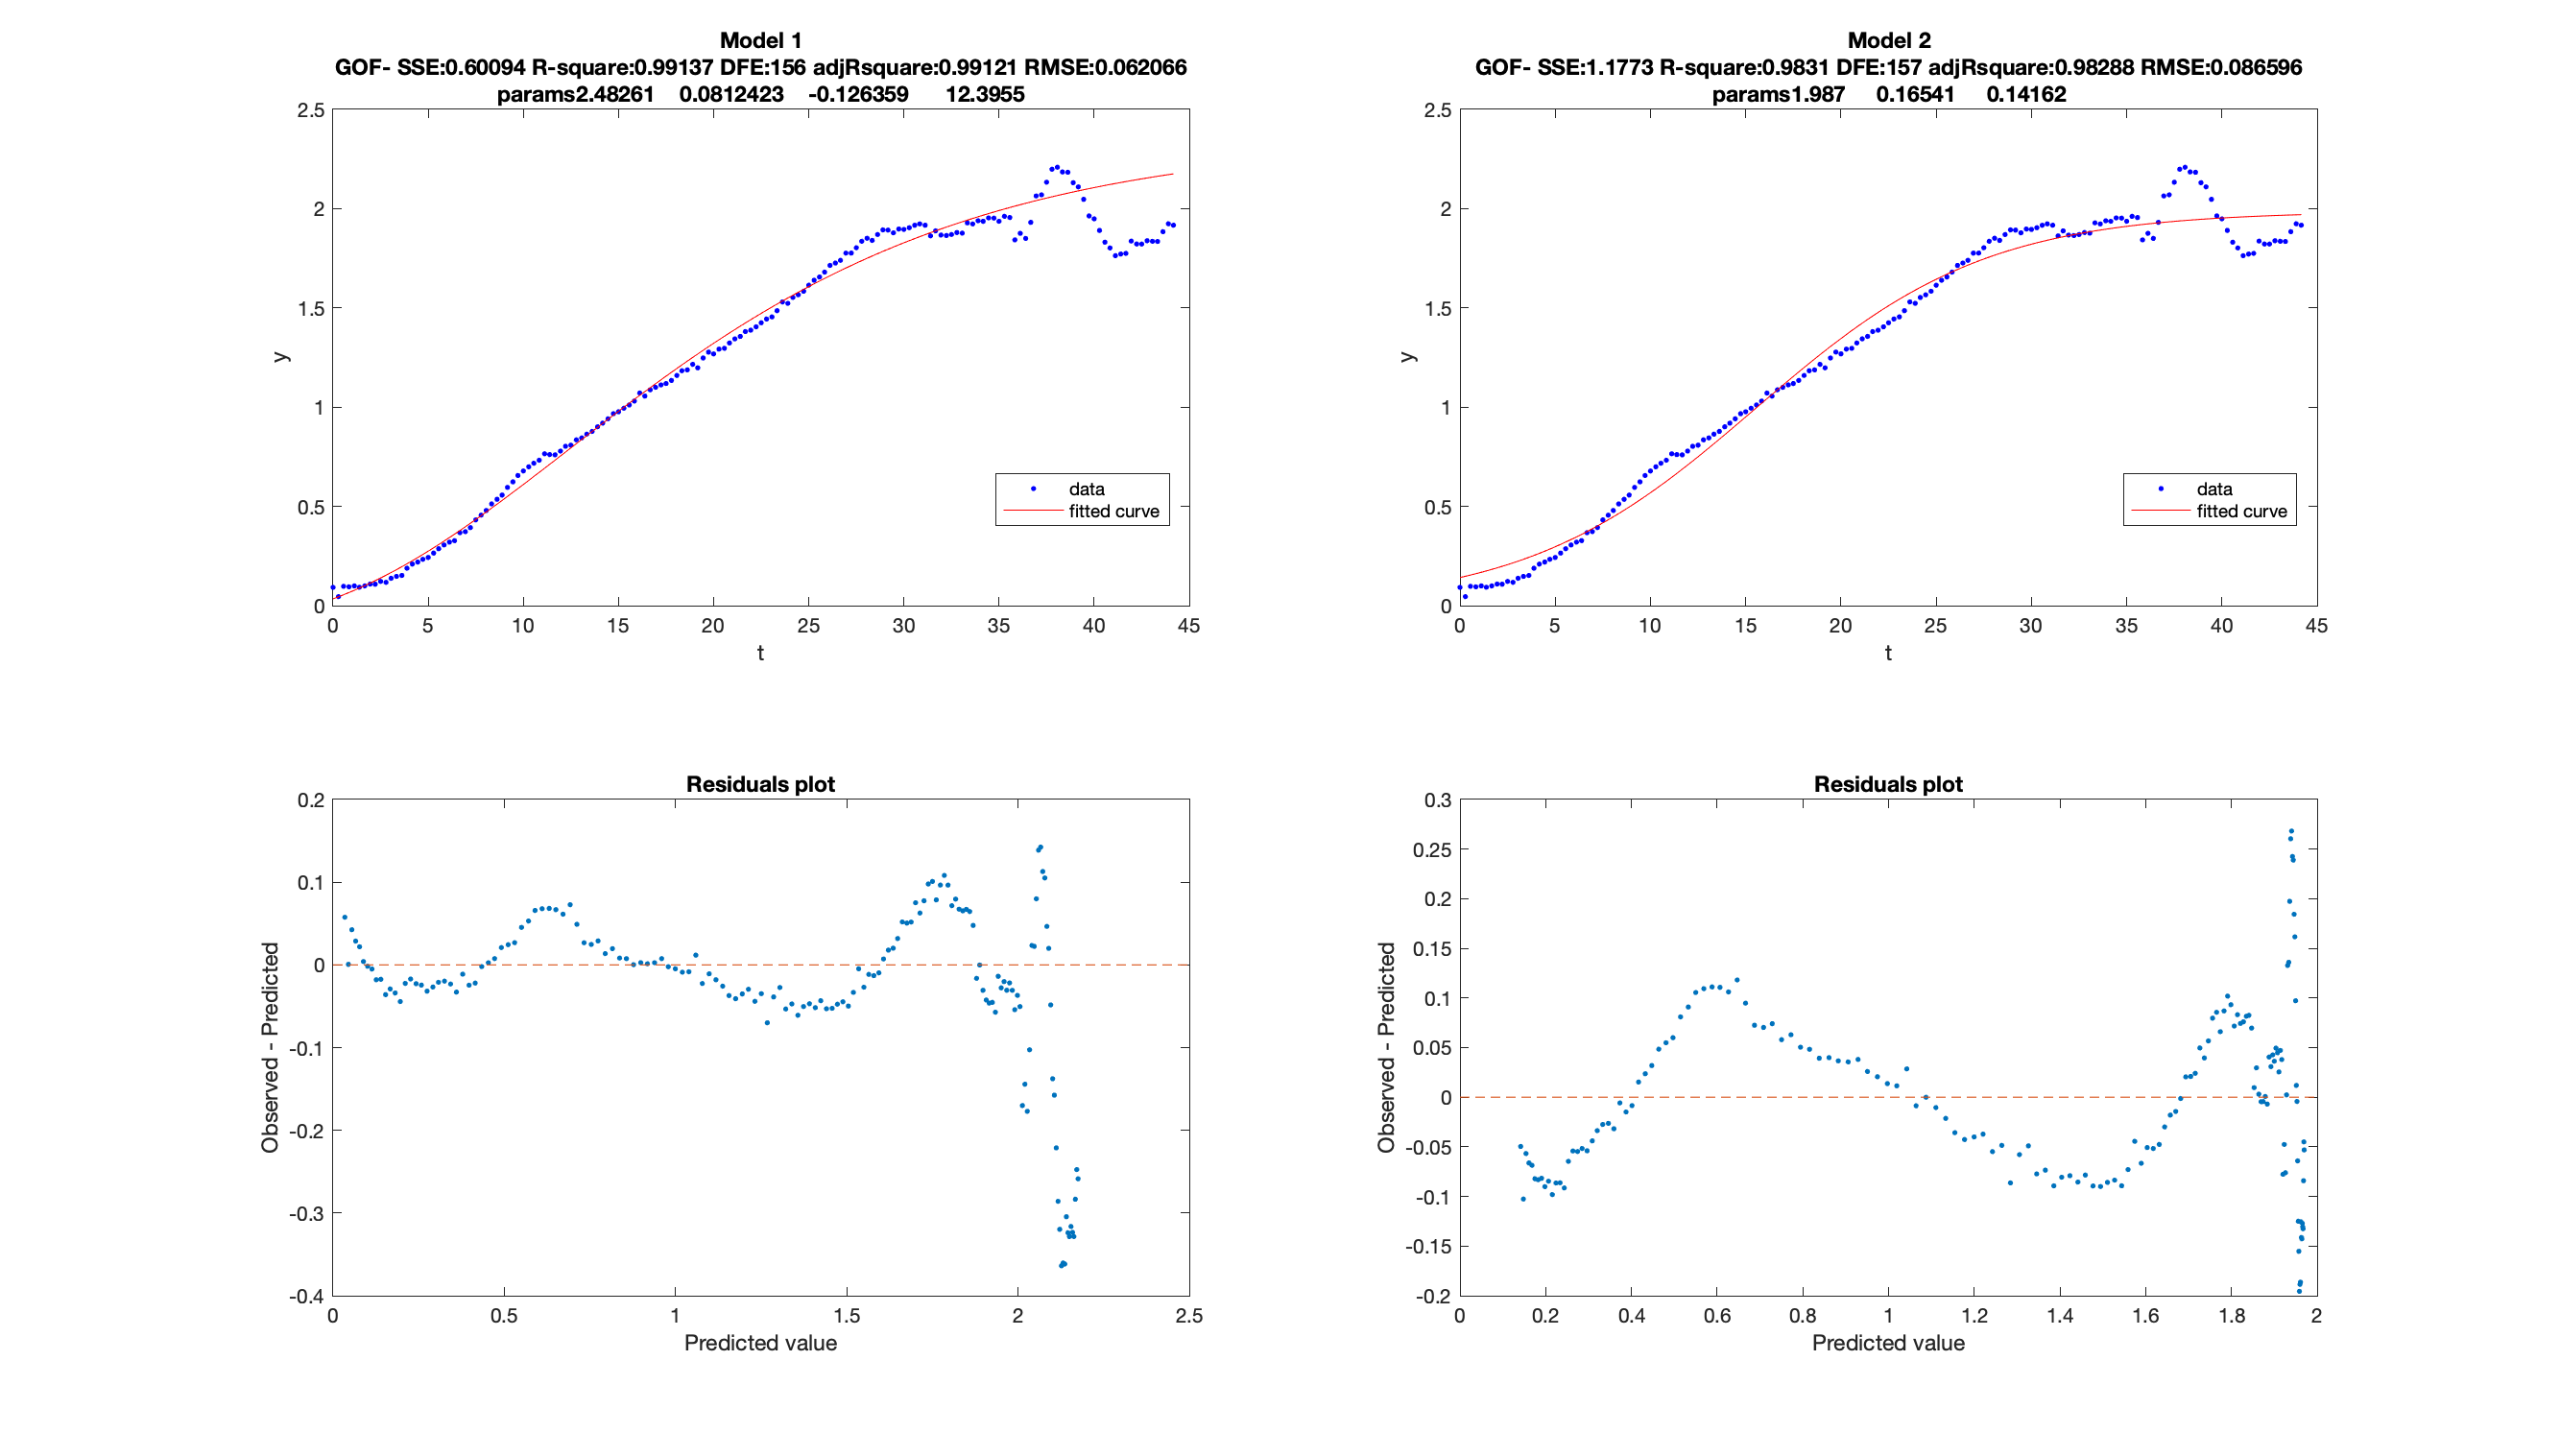 Model 1
GOF- SSE:0.60094 R-square:0.99137 DFE:156 adjRsquare:0.99121 RMSE:0.062066
params2.48261 0.0812423 -0.126359 12.3955
2.5
2
1.5
1
0.5
0
y
0 5 10 15 20 25 30 35 40 45
t
data
fitted curve
Model 2
GOF- SSE:1.1773 R-square:0.9831 DFE:157 adjRsquare:0.98288 RMSE:0.086596
params1.987 0.16541 0.14162
2.5
2
1.5
1
0.5
0
y
0 5 10 15 20 25 30 35 40 45
t
data
fitted curve
Residuals plot
0.2
0.1
0
-0.1
-0.2
-0.3
-0.4
Observed - Predicted
0 0.5 1 1.5 2 2.5
Predicted value
Residuals plot
0.3
0.25
0.2
0.15
0.1
0.05
0
-0.05
-0.1
-0.15
-0.2
Observed - Predicted
0 0.2 0.4 0.6 0.8 1 1.2 1.4 1.6 1.8 2
Predicted value